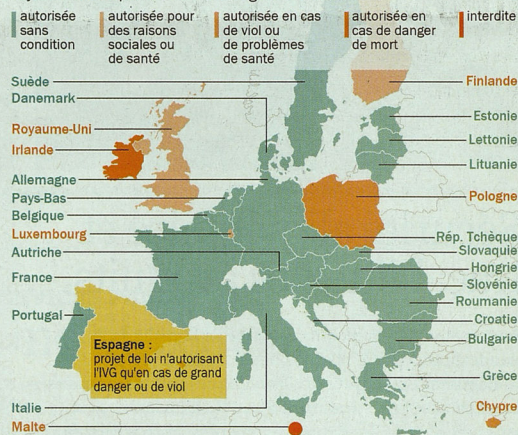 autorisée
sans
condition
autorisée pour
des raisons
sociales ou
de santé
autorisée en cas
de viol ou
de problèmes
de santé
autorisée en
cas de danger
de mort
interdite
Suède
Danemark
Royaume-Uni
Irlande
Allemagne
Pays-Bas
Belgique
Luxembourg
Autriche
France
Portugal
Espagne :
projet de loi n'autorisant
l'IVG qu'en cas de grand
danger ou de viol
Italie
Malte
Finlande
Estonie
Lettonie
Lituanie
Pologne
Rép. Tchèque
Slovaquie
Hongrie
Slovénie
Roumanie
Croatie
Bulgarie
Grèce
Chypre